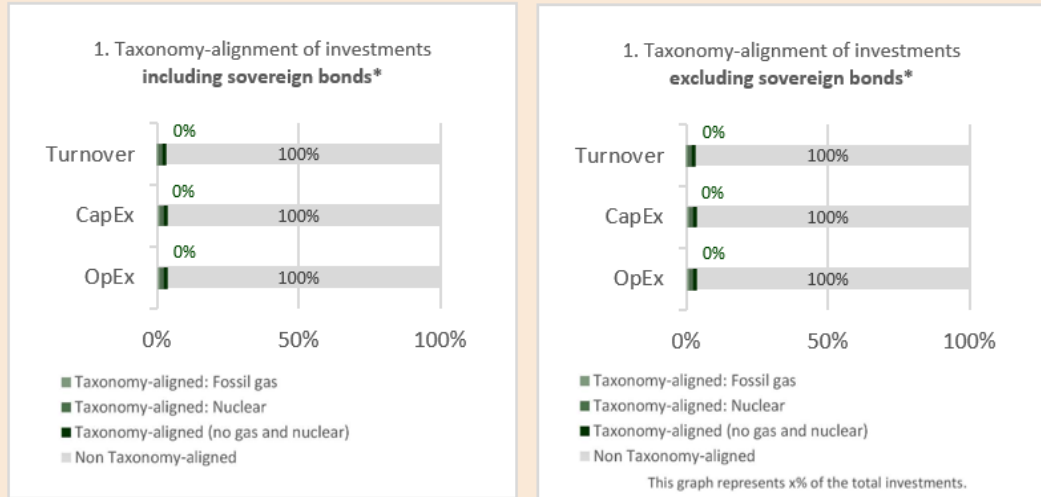 1. Taxonomy-alignment of investments
including sovereign bonds*
0%
Turnover
100%
0%
CapEx
100%
0%
OpEx
100%
0%
50%
100%
Taxonomy-aligned: Fossil gas
Taxonomy-aligned: Nuclear
Taxonomy-aligned (no gas and nuclear)
Non Taxonomy-aligned
1. Taxonomy-alignment of investments
excluding sovereign bonds*
0%
Turnover
100%
0%
CapEx
100%
0%
OpEx
100%
0%
50%
100%
Taxonomy-aligned: Fossil gas
Taxonomy-aligned: Nuclear
Taxonomy-aligned (no gas and nuclear)
Non Taxonomy-aligned
This graph represents x% of the total investments.